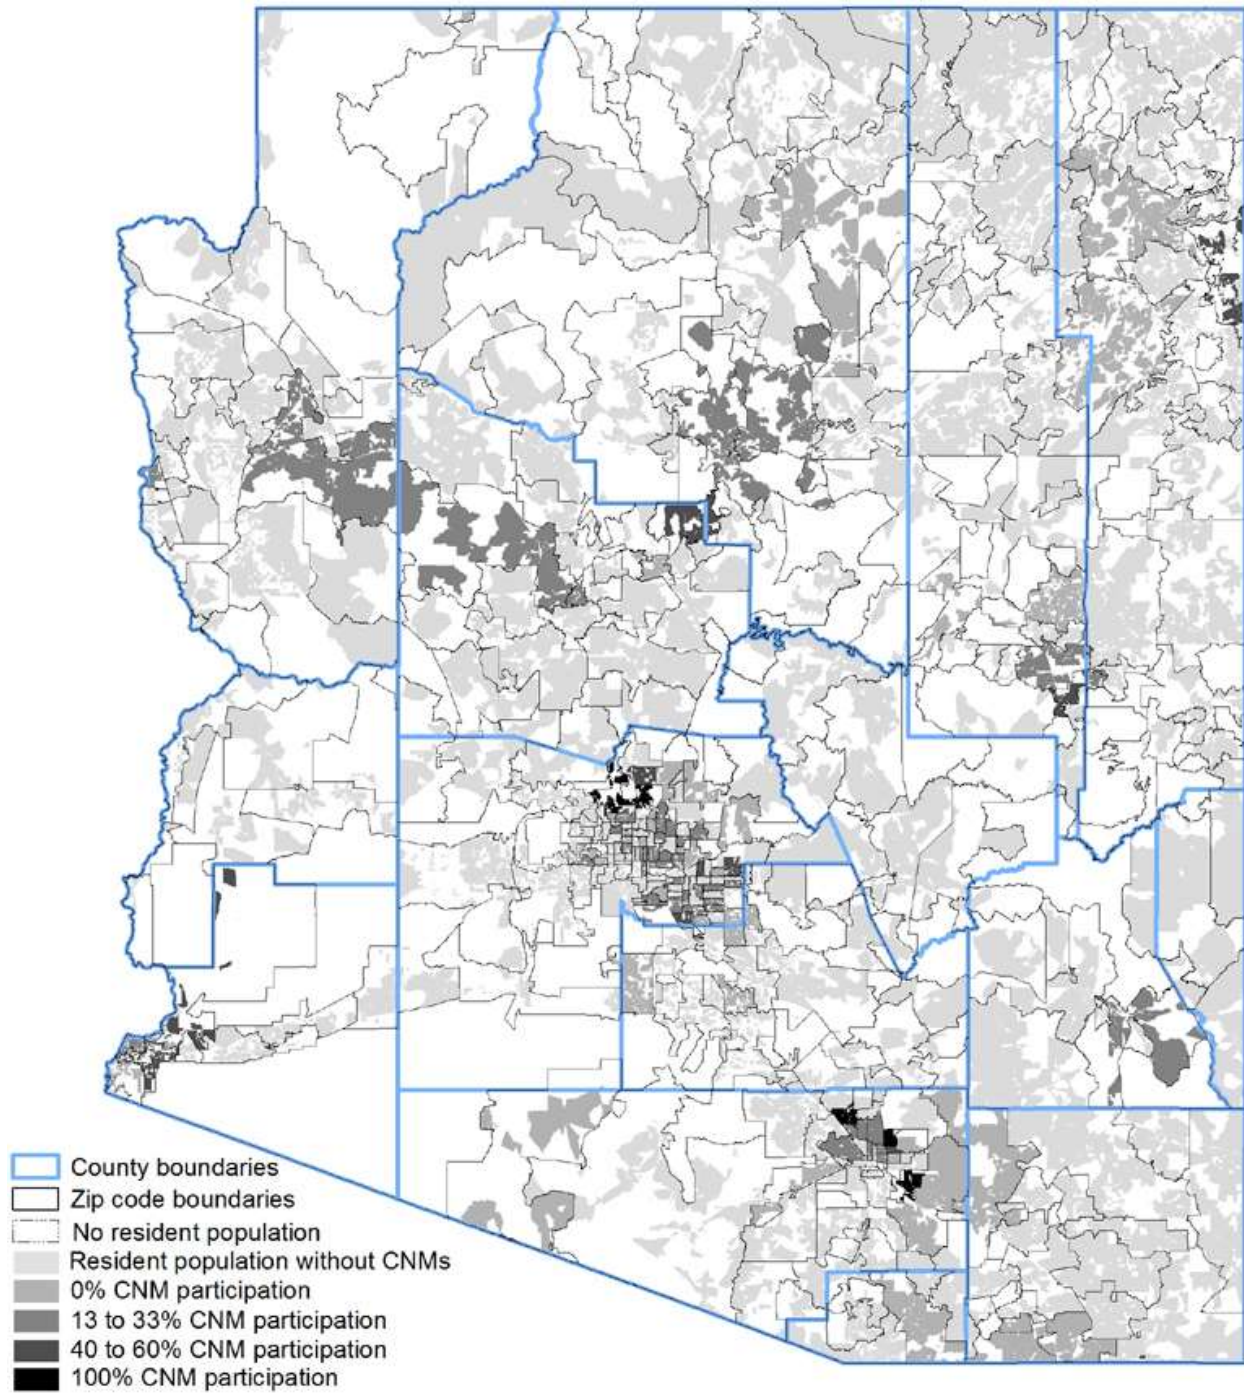 County boundaries
Zip code boundaries
No resident population
Resident population without CNMs
0% CNM participation
13 to 33% CNM participation
40 to 60% CNM participation
100% CNM participation